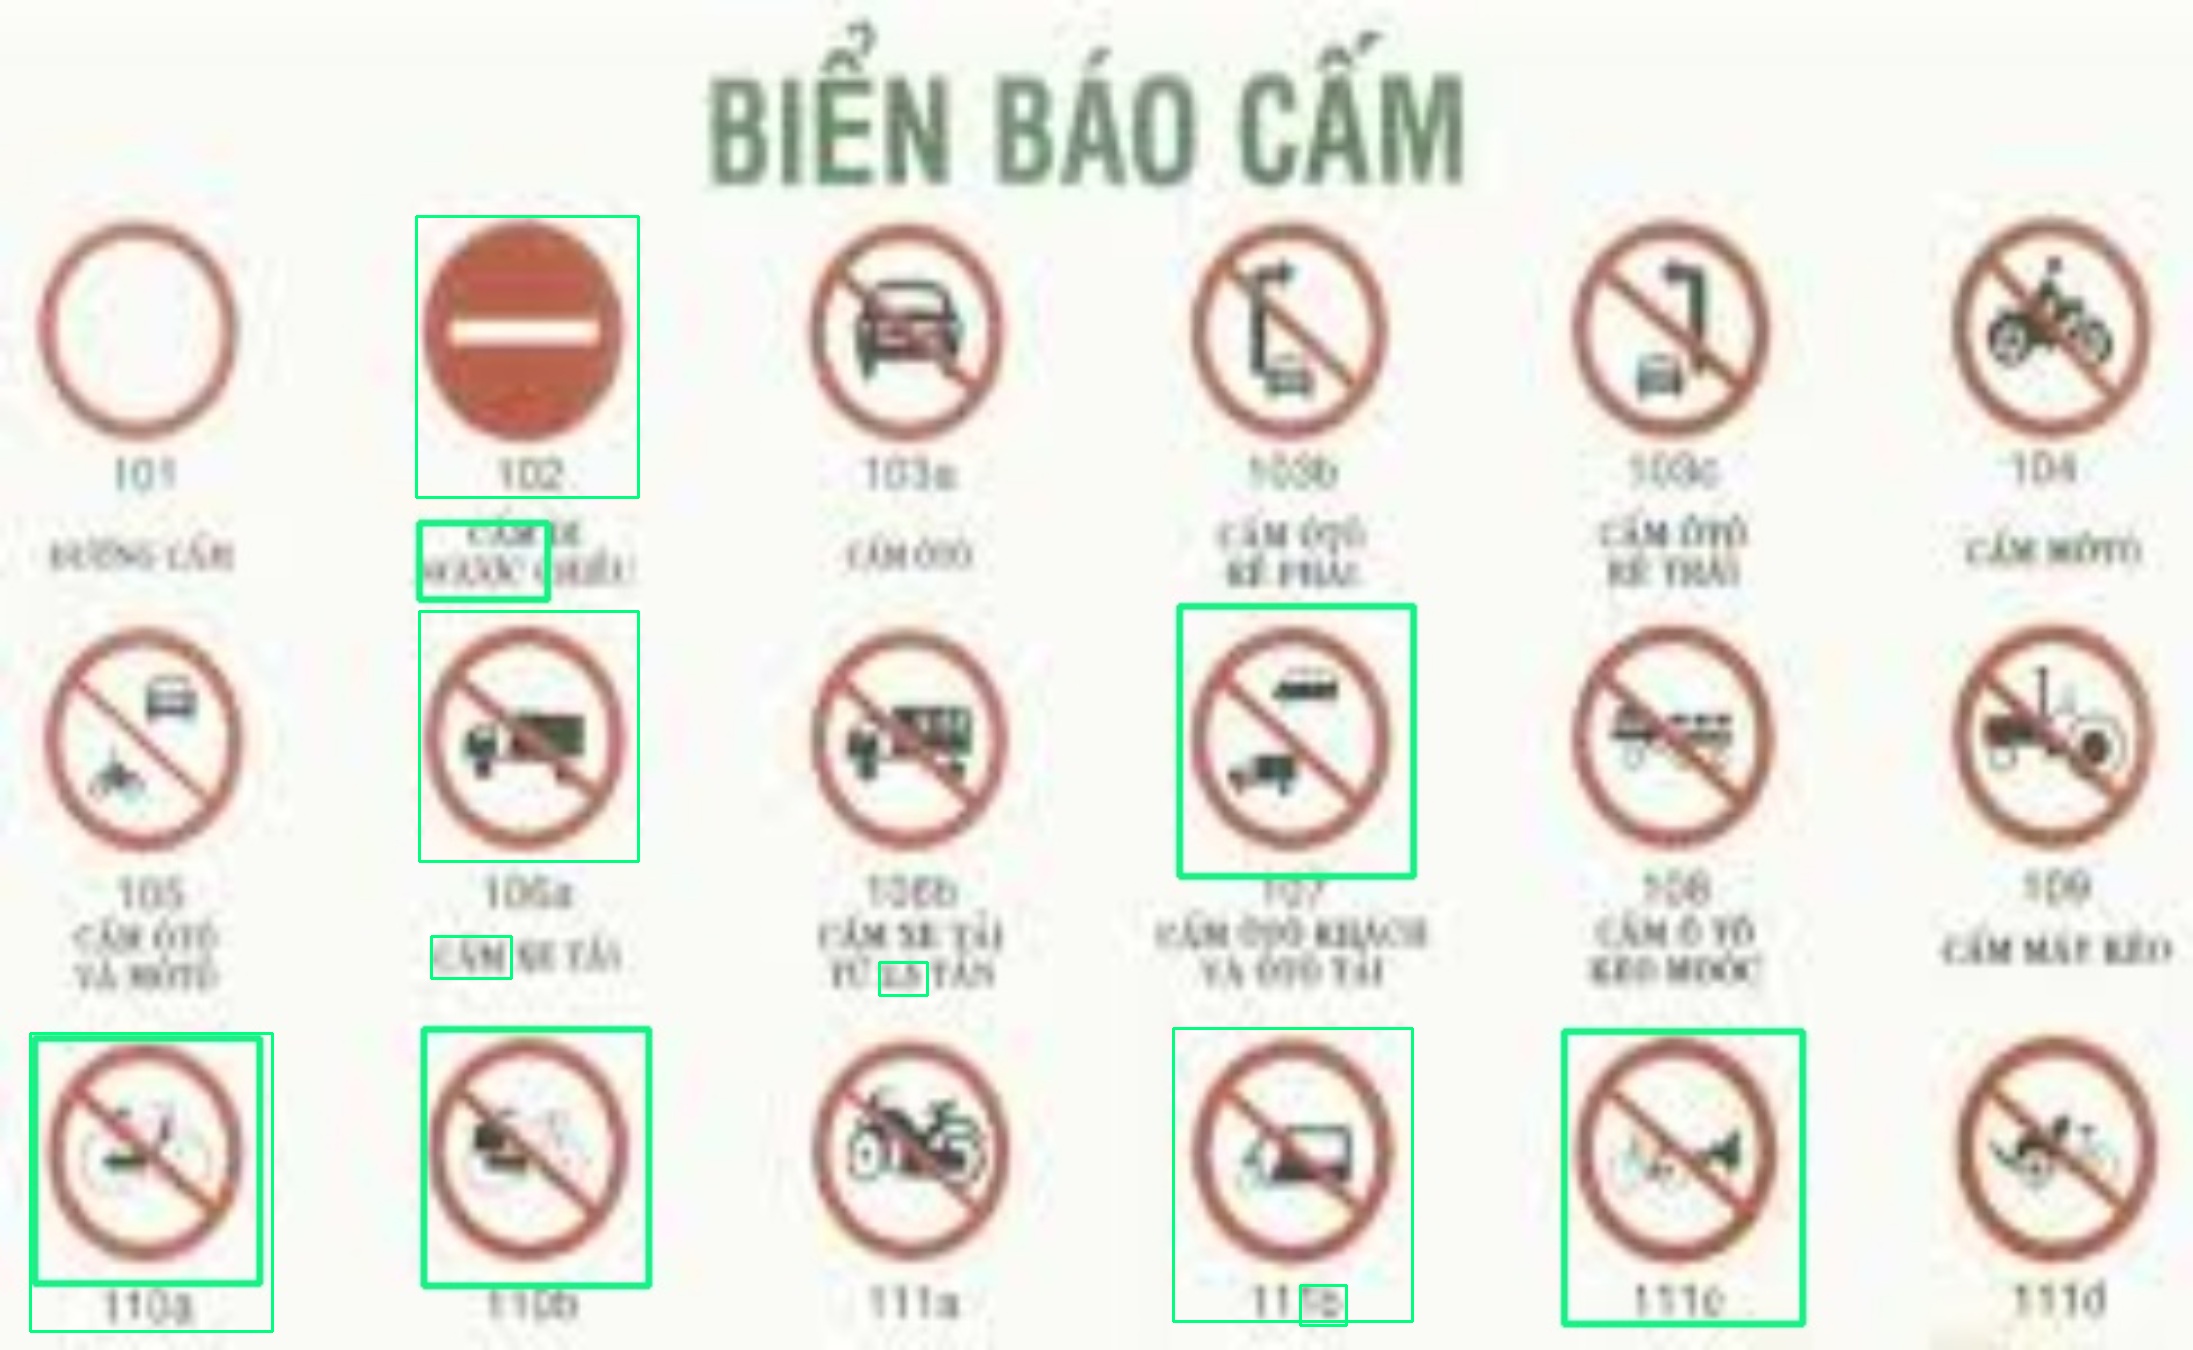 BIỂN BÁO CẤM
101
102
103a
103b
103c
104
ĐƯỜNG CẤM
CẤM ĐI
NGƯỢC CHIỀU
CẤM ÔTÔ
CẤM ÔTÔ
RẼ PHẢI
CẤM ÔTÔ
RẼ TRÁI
CẤM MÔTÔ
105
106a
106b
107
108
109
CẤM ÔTÔ
VÀ MÔTÔ
CẤM XE TẢI
CẤM XE TẢI
TỪ TẤN
CẤM ÔTÔ KHÁCH
VÀ ÔTÔ TẢI
CẤM Ô TÔ
KÉO MOÓC
CẤM MÁY KÉO
110a
110b
111a
111b
111c
111d